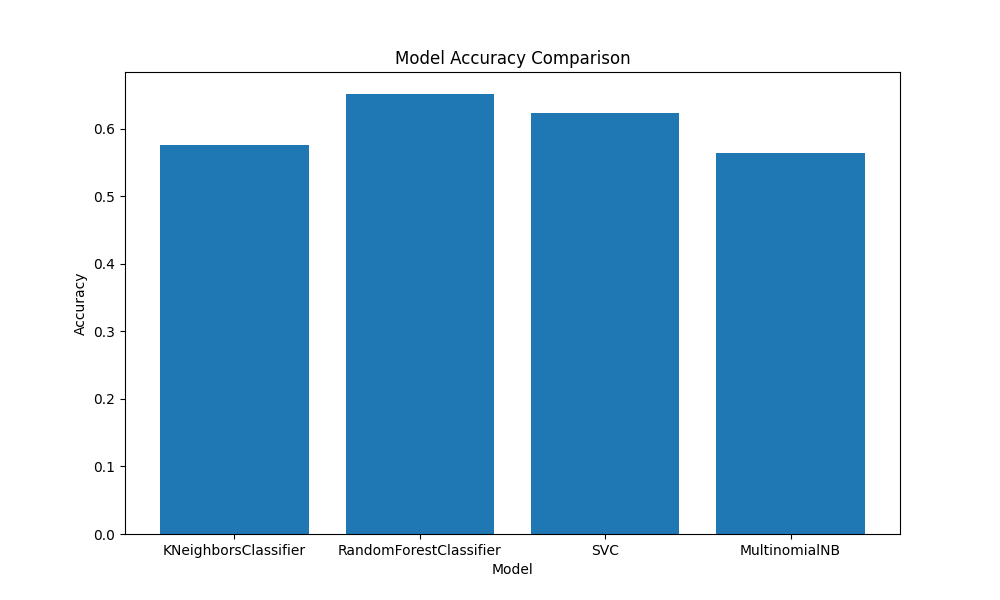 Model Accuracy Comparison
Accuracy
0.6
0.5
0.4
0.3
0.2
0.1
0.0
KNeighborsClassifier RandomForestClassifier SVC MultinomialNB
Model